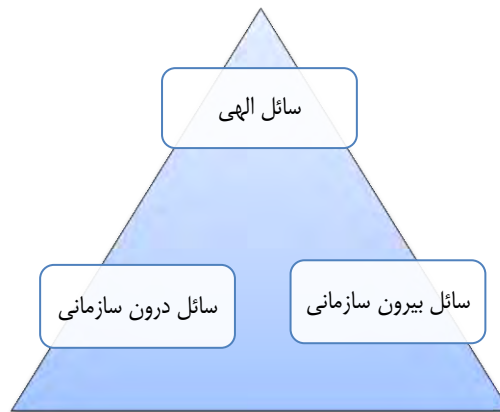 سائل الهی
سائل بیرون سازمانی
سائل درون سازمانی